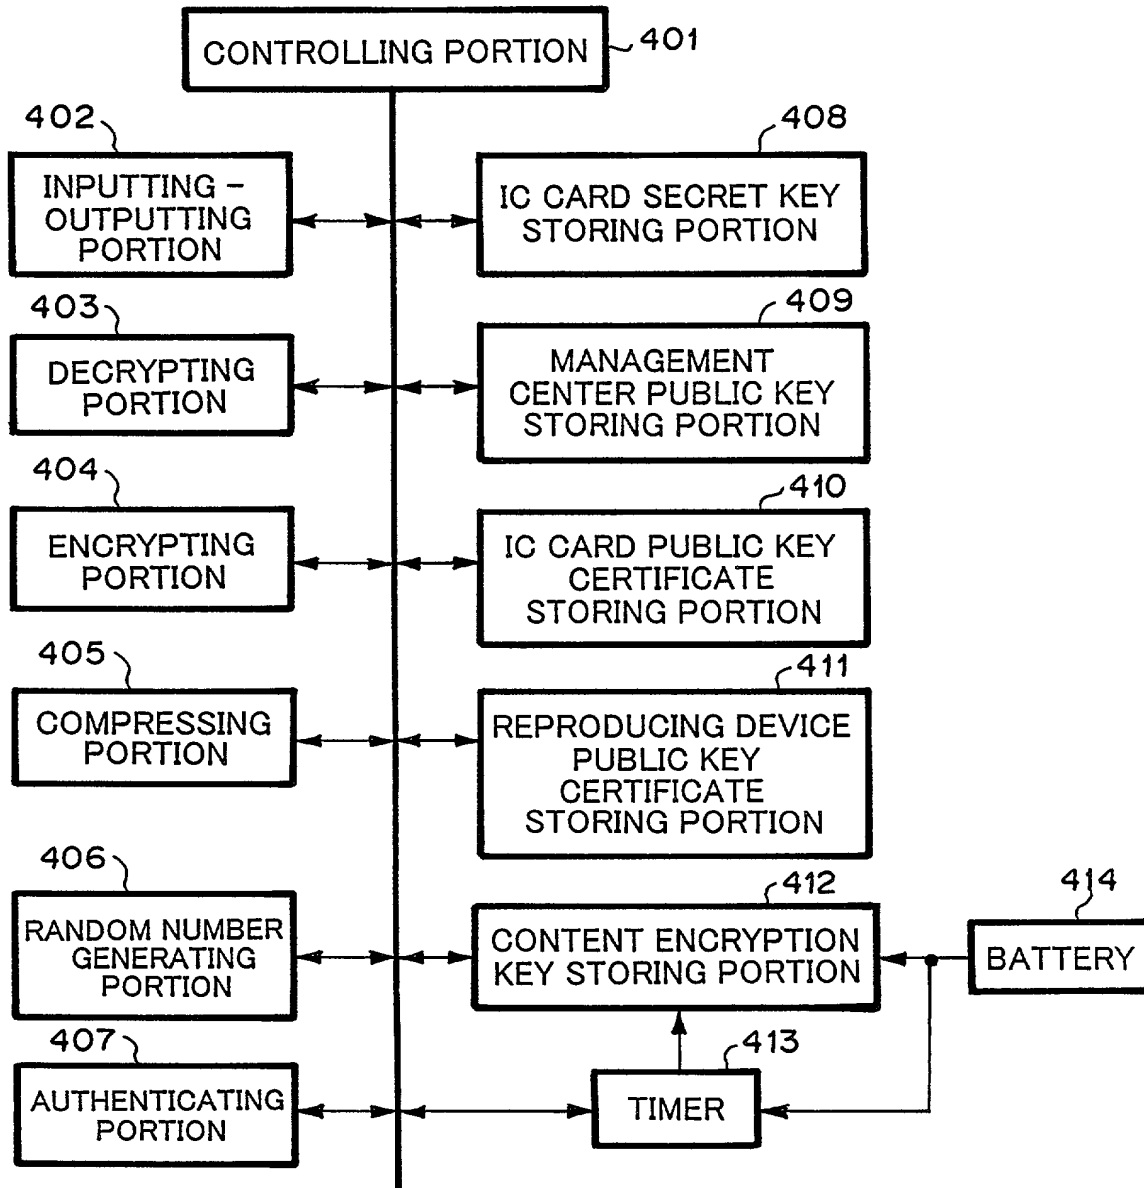 CONTROLLING PORTION
401
402
INPUTTING –
OUTPUTTING
PORTION
408
IC CARD SECRET KEY
STORING PORTION
403
DECRYPTING
PORTION
409
MANAGEMENT
CENTER PUBLIC KEY
STORING PORTION
404
ENCRYPTING
PORTION
410
IC CARD PUBLIC KEY
CERTIFICATE
STORING PORTION
405
COMPRESSING
PORTION
411
REPRODUCING DEVICE
PUBLIC KEY
CERTIFICATE
STORING PORTION
406
RANDOM NUMBER
GENERATING
PORTION
412
CONTENT ENCRYPTION
KEY STORING PORTION
414
BATTERY
407
AUTHENTICATING
PORTION
413
TIMER